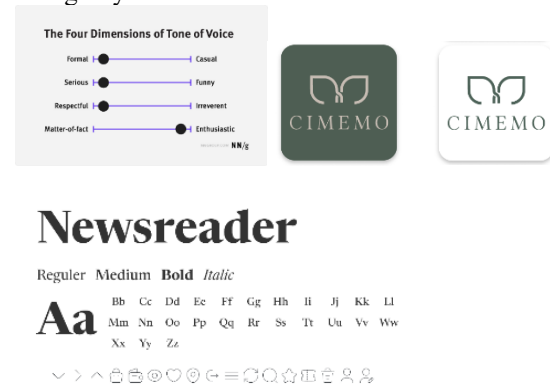 The Four Dimensions of Tone of Voice
Formal Casual
Serious Funny
Respectful Irreverent
Matter-of-fact Enthusiastic
NN/g
CIMEMO
CIMEMO
Newsreader
Reguler Medium Bold Italic
Aa
Bb Cc Dd Ee Ff Gg Hh Ii Jj Kk Ll
Mm Nn Oo Pp Qq Rr Ss Tt Uu Vv Ww
Xx Yy Zz